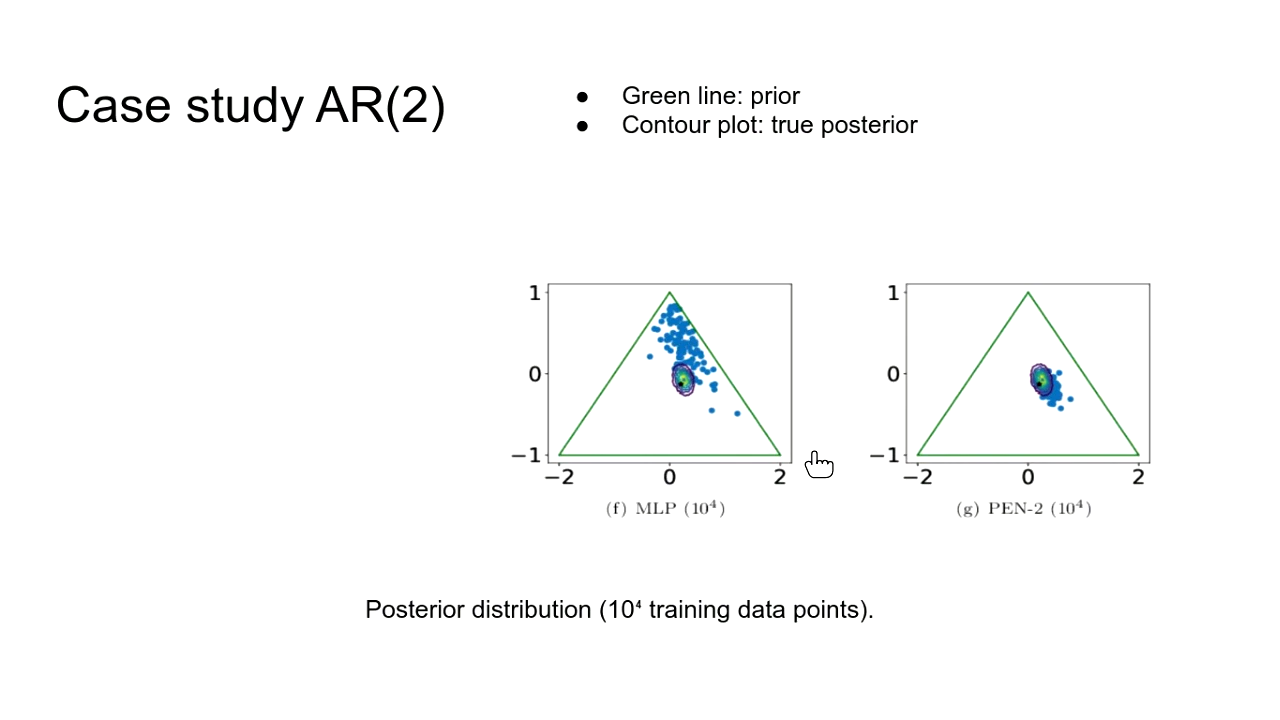 Case study AR(2)
● Green line: prior
● Contour plot: true posterior
1
0
−1
−2 0 2
(f) MLP (10⁴)
1
0
−1
−2 0 2
(g) PEN-2 (10⁴)
Posterior distribution (10⁴ training data points).